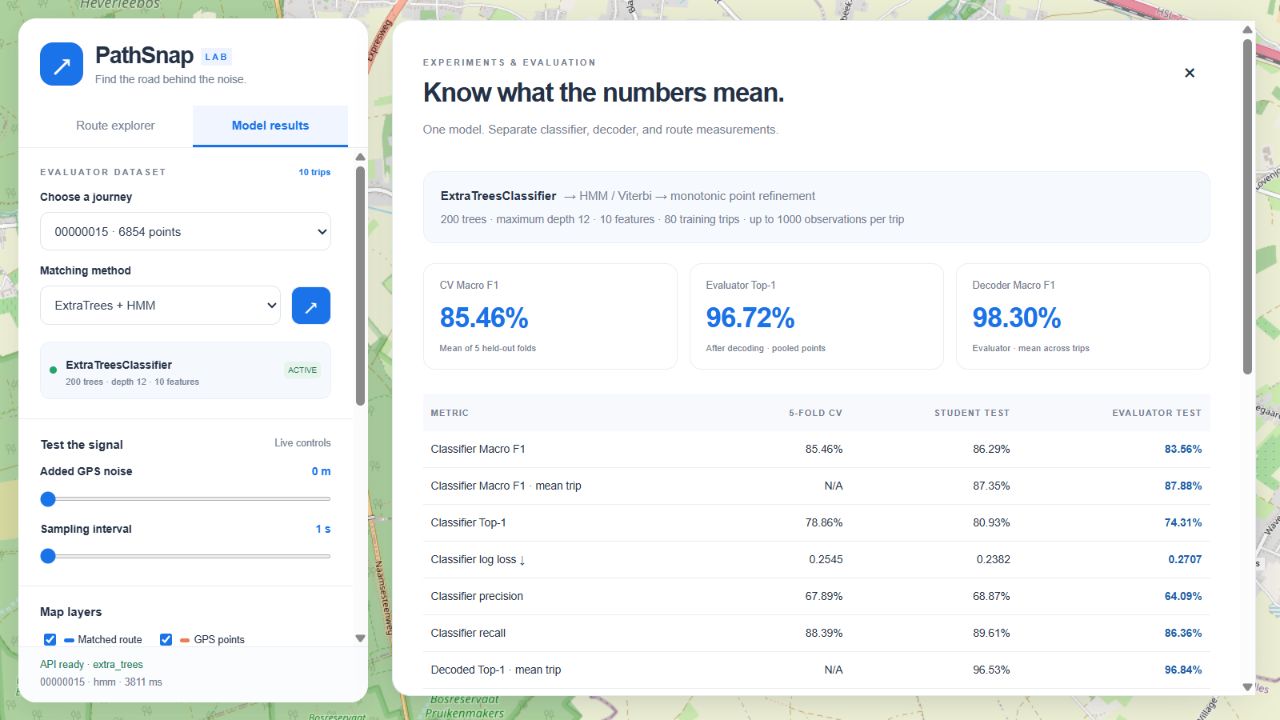 Heverleebos
PathSnap LAB
Find the road behind the noise.
Route explorer
Model results
EVALUATOR DATASET
10 trips
Choose a journey
00000015 · 6854 points
Matching method
ExtraTrees + HMM
ExtraTreesClassifier
200 trees · depth 12 · 10 features
ACTIVE
Test the signal
Live controls
Added GPS noise
0 m
Sampling interval
1 s
Map layers
Matched route
GPS points
API ready · extra_trees
00000015 · hmm · 3811 ms
Expresweg
Naamsesteenweg
EXPERIMENTS & EVALUATION
Know what the numbers mean.
One model. Separate classifier, decoder, and route measurements.
ExtraTreesClassifier → HMM / Viterbi → monotonic point refinement
200 trees · maximum depth 12 · 10 features · 80 training trips · up to 1000 observations per trip
CV Macro F1
85.46%
Mean of 5 held-out folds
Evaluator Top-1
96.72%
After decoding · pooled points
Decoder Macro F1
98.30%
Evaluator · mean across trips
METRIC 5-FOLD CV STUDENT TEST EVALUATOR TEST
Classifier Macro F1 85.46% 86.29% 83.56%
Classifier Macro F1 · mean trip N/A 87.35% 87.88%
Classifier Top-1 78.86% 80.93% 74.31%
Classifier log loss ↓ 0.2545 0.2382 0.2707
Classifier precision 67.89% 68.87% 64.09%
Classifier recall 88.39% 89.61% 86.36%
Decoded Top-1 · mean trip N/A 96.53% 96.84%
Bosreservaat
Pruikenmakers
Bosreservaat